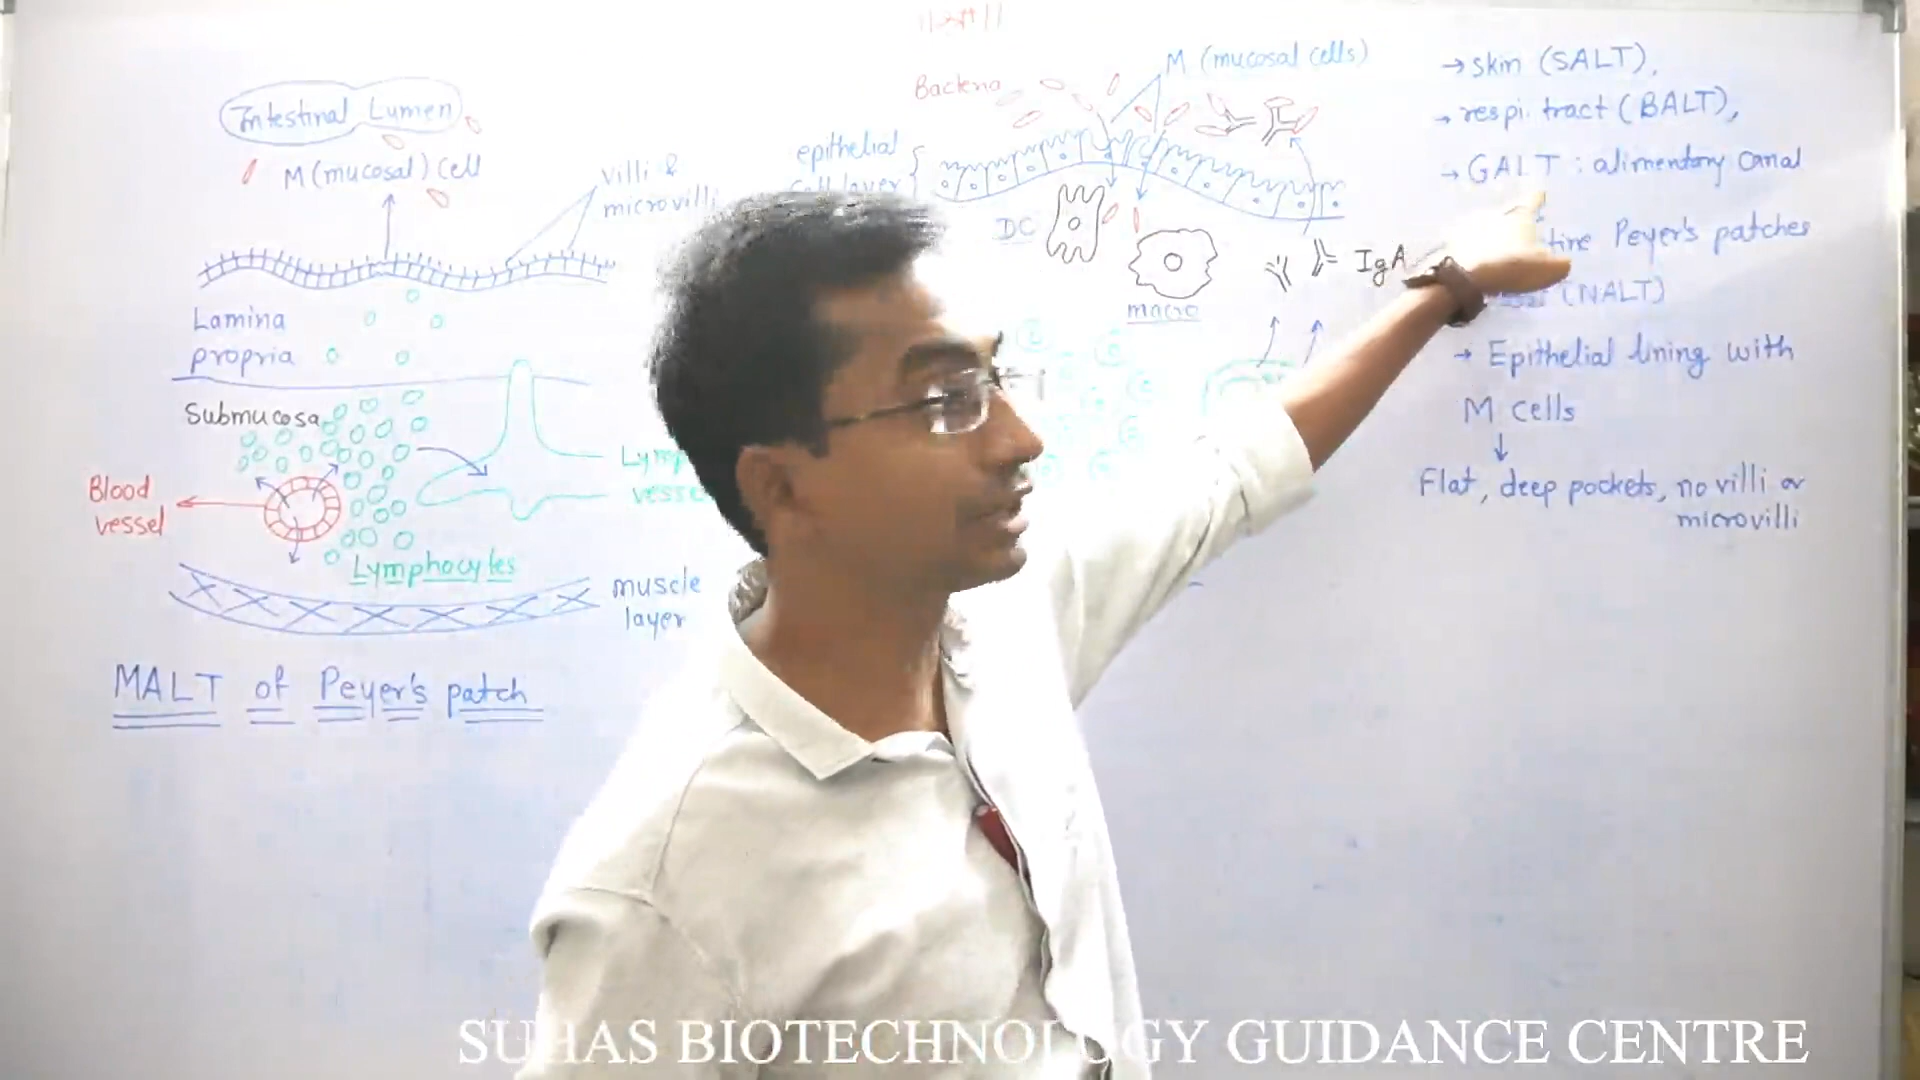 Intestinal Lumen
M (mucosal) cell
villi &
microvilli
Lamina
propria
Submucosa
Blood
vessel
Lymphocytes
muscle
layer
MALT of Peyer's patch
Bacteria
M (mucosal cells)
epithelial
cell layer
DC
macro
IgA
→ skin (SALT),
→ respi. tract (BALT),
→ GALT : alimentary canal
Peyer's patches
(NALT)
→ Epithelial lining with
M cells
Flat, deep pockets, no villi or
microvilli
SUHAS BIOTECHNOLOGY GUIDANCE CENTRE